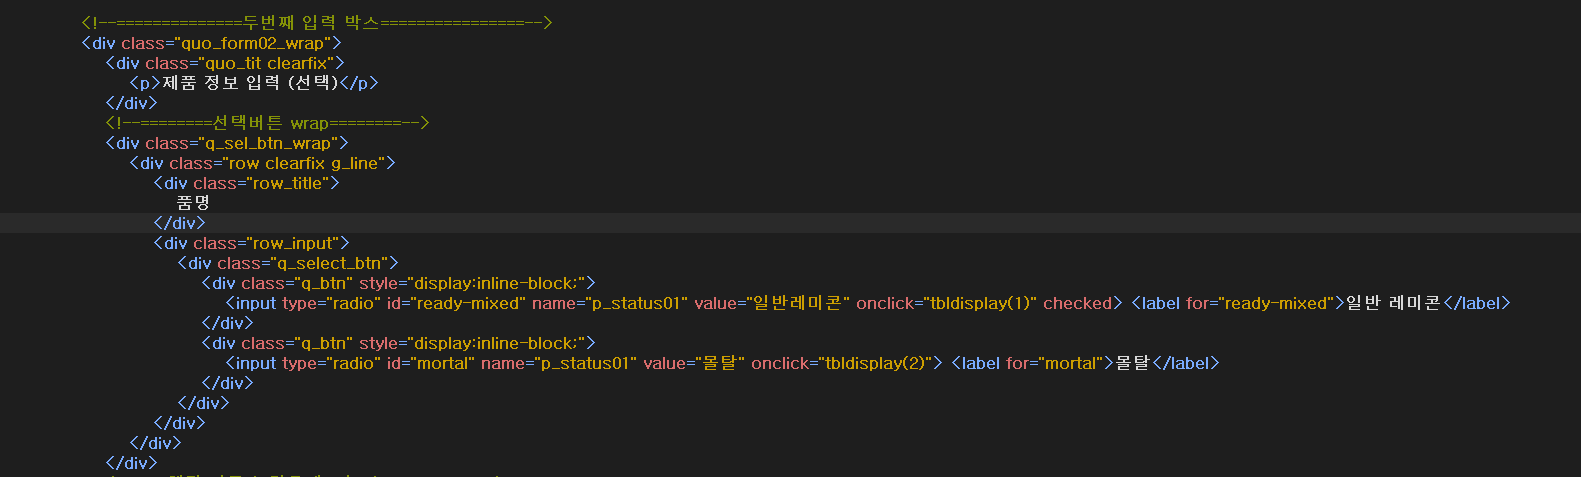 <!--==============두번째 입력 박스================-->
<div class="quo_form02_wrap">
<div class="quo_tit clearfix">
<p>제품 정보 입력 (선택)</p>
</div>
<!--========선택버튼 wrap========-->
<div class="q_sel_btn_wrap">
<div class="row clearfix g_line">
<div class="row_title">
품명
</div>
<div class="row_input">
<div class="q_select_btn">
<div class="q_btn" style="display:inline-block;">
<input type="radio" id="ready-mixed" name="p_status01" value="일반레미콘" onclick="tbldisplay(1)" checked> <label for="ready-mixed">일반 레미콘</label>
</div>
<div class="q_btn" style="display:inline-block;">
<input type="radio" id="mortal" name="p_status01" value="몰탈" onclick="tbldisplay(2)"> <label for="mortal">몰탈</label>
</div>
</div>
</div>
</div>
</div>